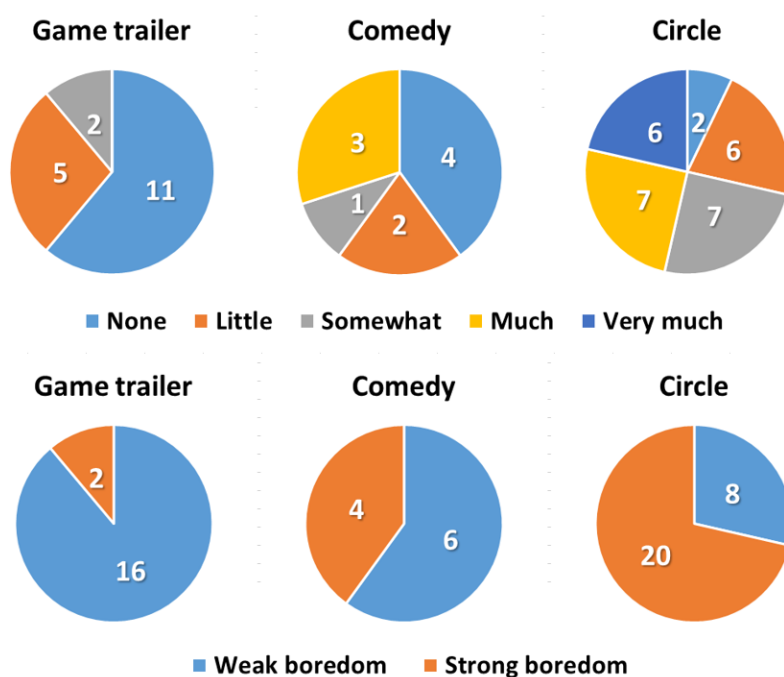 Game trailer Comedy Circle
2 5 11
3 4 1 2
6 2 6 7 7
None Little Somewhat Much Very much
Game trailer Comedy Circle
2 16
4 6
8 20
Weak boredom Strong boredom